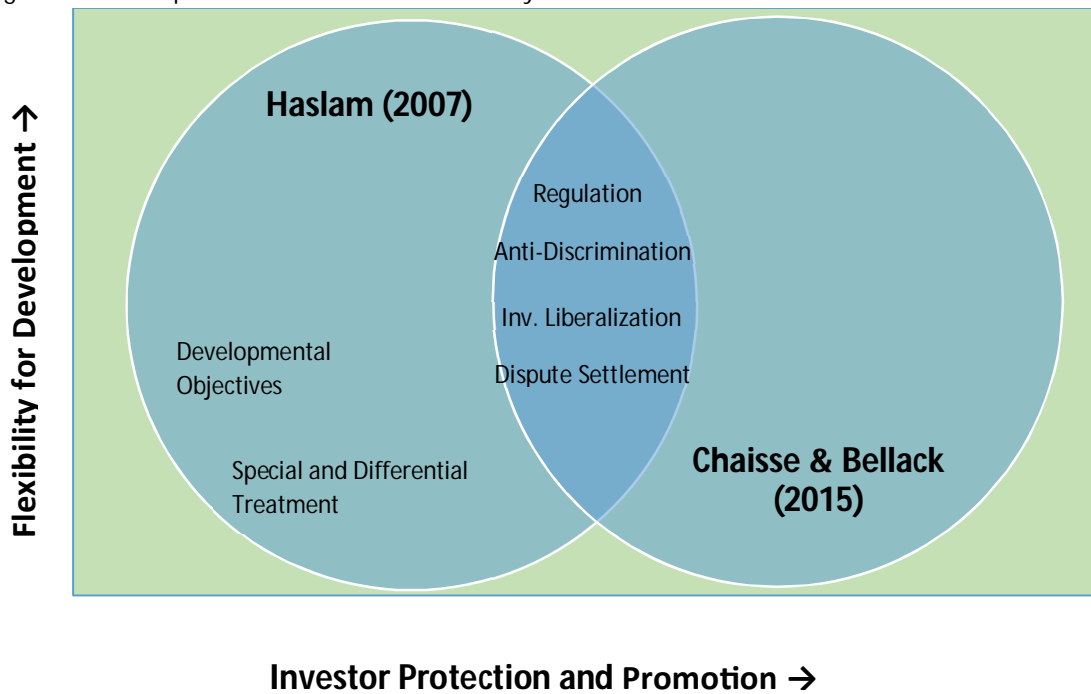 Haslam (2007)
Regulation
Anti-Discrimination
Inv. Liberalization
Dispute Settlement
Developmental
Objectives
Special and Differential
Treatment
Chaisse & Bellack
(2015)
Flexibility for Development →
Investor Protection and Promotion →